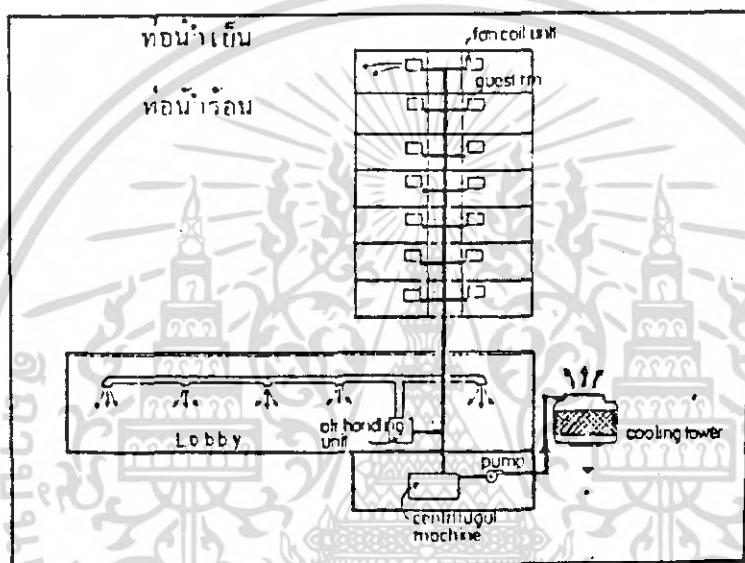 ท่อน้ำเย็น
ท่อน้ำร้อน
fan coil unit
guest rm
Lobby
air handing
unit
pump
cooling tower
centrifugal
machine